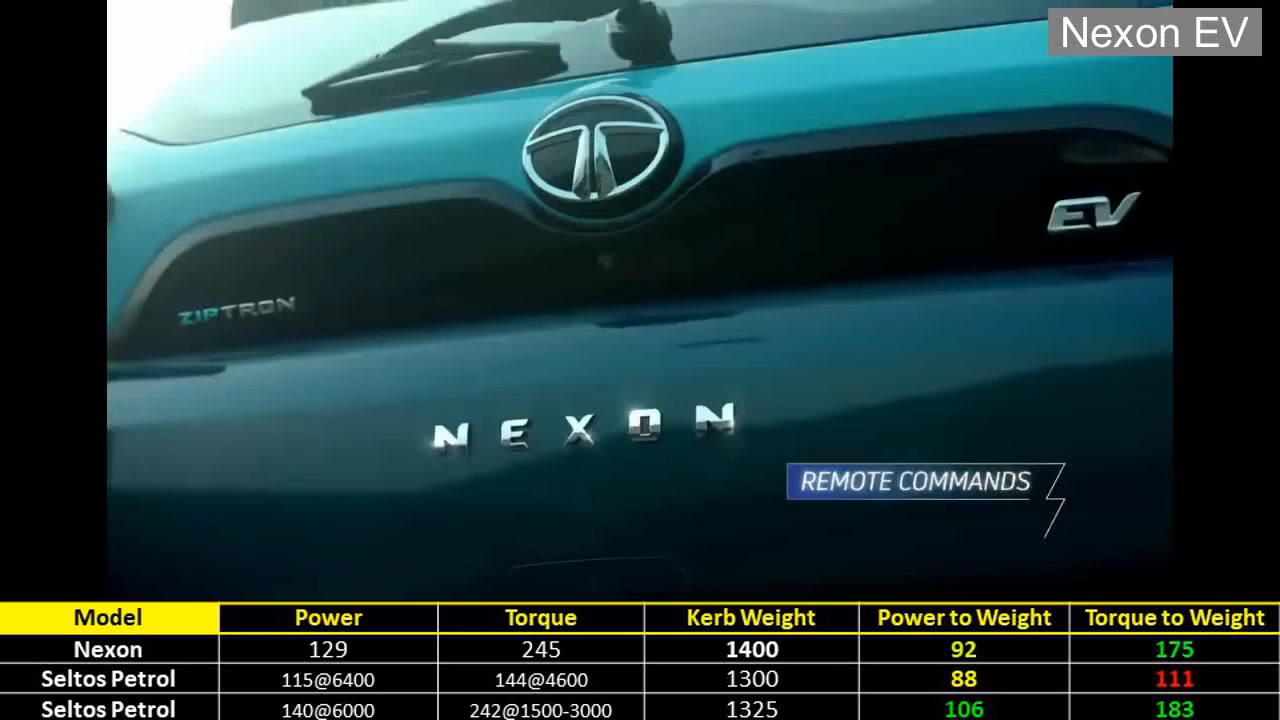 Nexon EV
EV
ZIPTRON
NEXON
REMOTE COMMANDS
Model Power Torque Kerb Weight Power to Weight Torque to Weight
Nexon 129 245 1400 92 175
Seltos Petrol 115@6400 144@4600 1300 88 111
Seltos Petrol 140@6000 242@1500-3000 1325 106 183